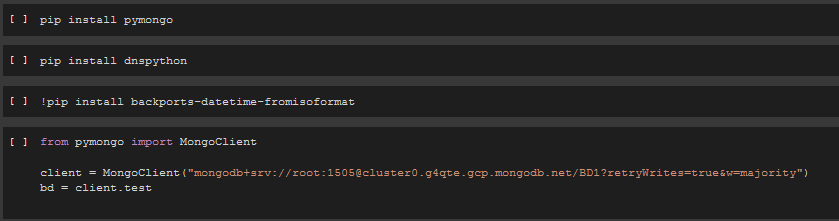 [ ] pip install pymongo
[ ] pip install dnspython
[ ] !pip install backports-datetime-fromisoformat
[ ] from pymongo import MongoClient
client = MongoClient("mongodb+srv://root:1505@cluster0.g4qte.gcp.mongodb.net/BD1?retryWrites=true&w=majority")
bd = client.test